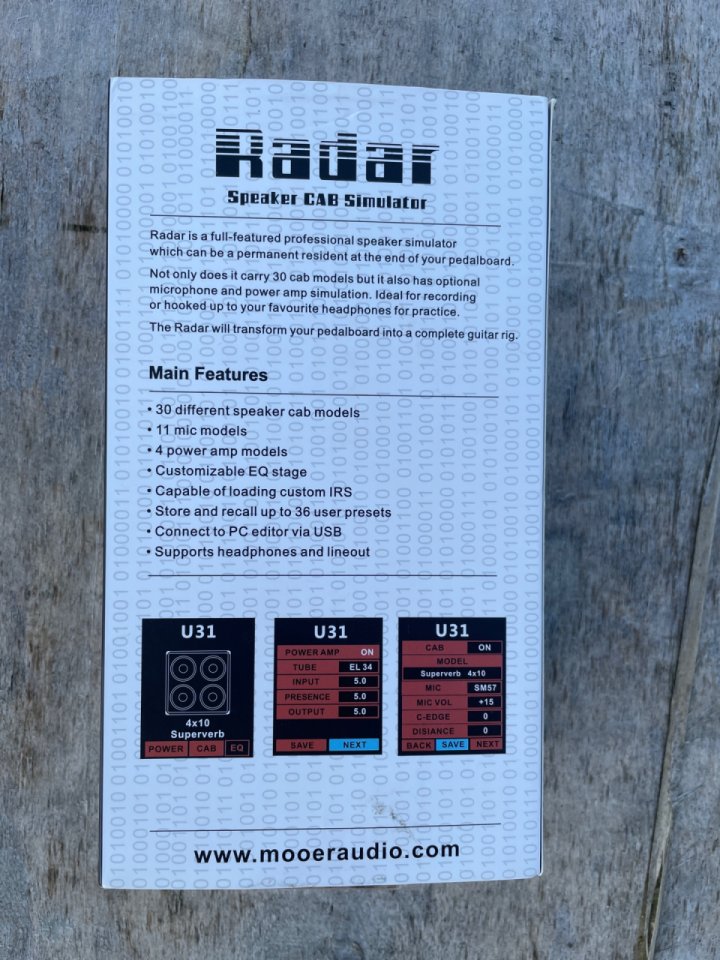 Radar
Speaker CAB Simulator
Radar is a full-featured professional speaker simulator
which can be a permanent resident at the end of your pedalboard.
Not only does it carry 30 cab models but it also has optional
microphone and power amp simulation. Ideal for recording
or hooked up to your favourite headphones for practice.
The Radar will transform your pedalboard into a complete guitar rig.
Main Features
• 30 different speaker cab models
• 11 mic models
• 4 power amp models
• Customizable EQ stage
• Capable of loading custom IRS
• Store and recall up to 36 user presets
• Connect to PC editor via USB
• Supports headphones and lineout
U31
4x10
Superverb
POWER CAB EQ
U31
POWER AMP ON
TUBE EL34
INPUT 5.0
PRESENCE 5.0
OUTPUT 5.0
SAVE NEXT
U31
CAB ON
MODEL
Superverb 4x10
MIC SM57
MIC VOL +15
C-EDGE 0
DISIANCE 0
BACK SAVE NEXT
www.mooeraudio.com